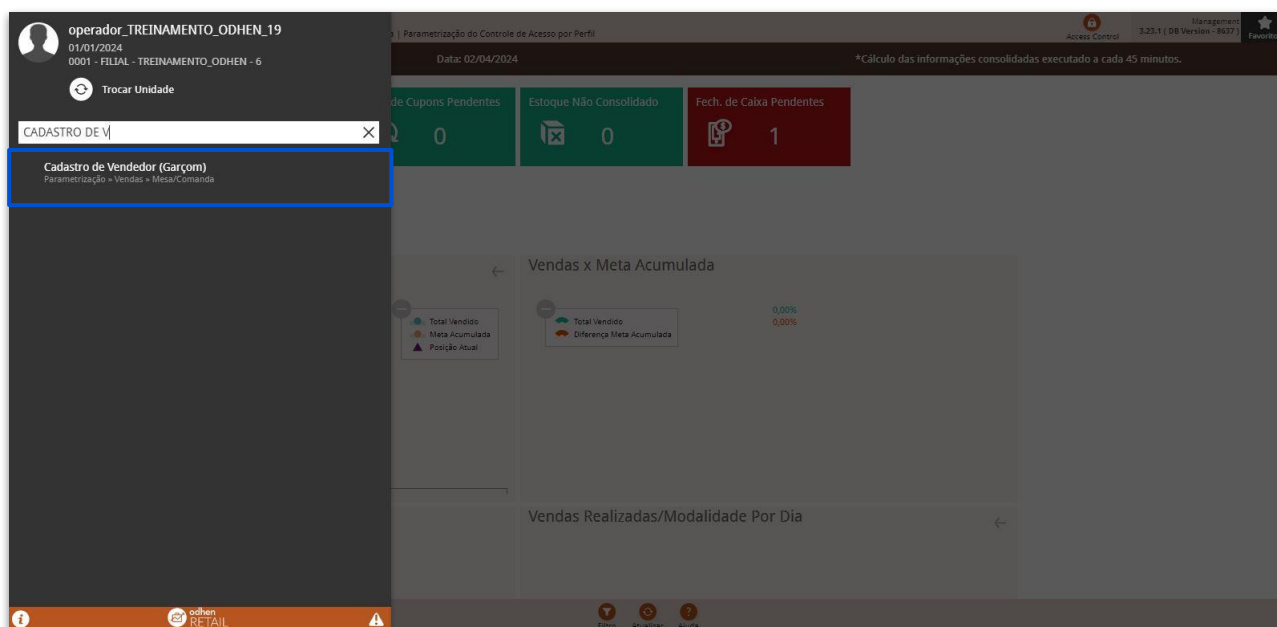 operador_TREINAMENTO_ODHEN_19
01/01/2024
0001 - FILIAL - TREINAMENTO_ODHEN - 6
Trocar Unidade
CADASTRO DE V
Cadastro de Vendedor (Garçom)
Parametrização » Vendas » Mesa/Comanda
odhen
RETAIL
| Parametrização do Controle de Acesso por Perfil
Access Control
Management
3.23.1 ( DB Version - 8637 )
Favorito
Data: 02/04/2024
*Cálculo das informações consolidadas executado a cada 45 minutos.
de Cupons Pendentes
0
Estoque Não Consolidado
0
Fech. de Caixa Pendentes
1
Total Vendido
Meta Acumulada
Posição Atual
Vendas x Meta Acumulada
Total Vendido
Diferença Meta Acumulada
0,00%
0,00%
Vendas Realizadas/Modalidade Por Dia
Filtro
Atualizar
Ajuda